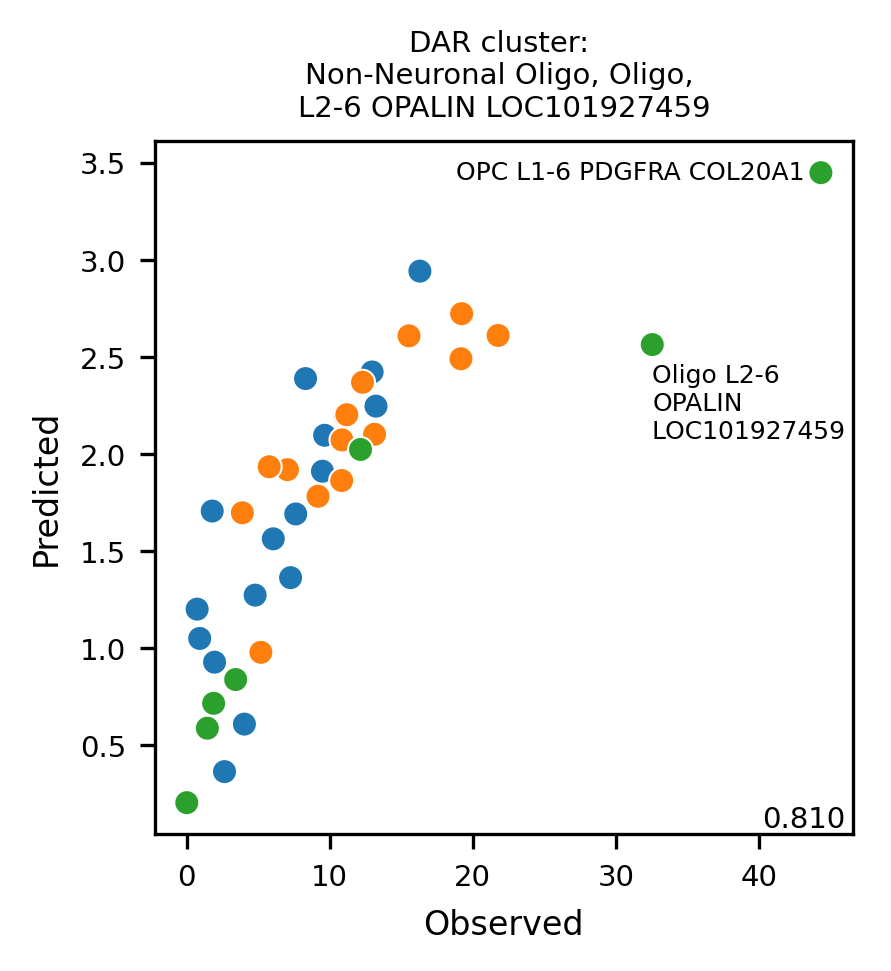 DAR cluster:
Non-Neuronal Oligo, Oligo,
L2-6 OPALIN LOC101927459
3.5
OPC L1-6 PDGFRA COL20A1
3.0
2.5
Oligo L2-6
OPALIN
LOC101927459
2.0
1.5
1.0
0.5
Predicted
0.810
0 10 20 30 40
Observed